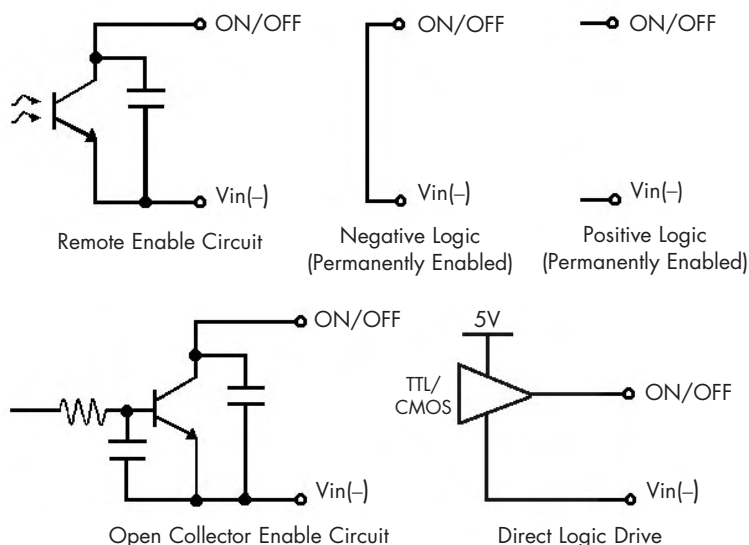 ON/OFF
Vin(–)
Remote Enable Circuit
ON/OFF
Vin(–)
Negative Logic
(Permanently Enabled)
ON/OFF
Vin(–)
Positive Logic
(Permanently Enabled)
ON/OFF
Vin(–)
Open Collector Enable Circuit
5V
TTL/
CMOS
ON/OFF
Vin(–)
Direct Logic Drive